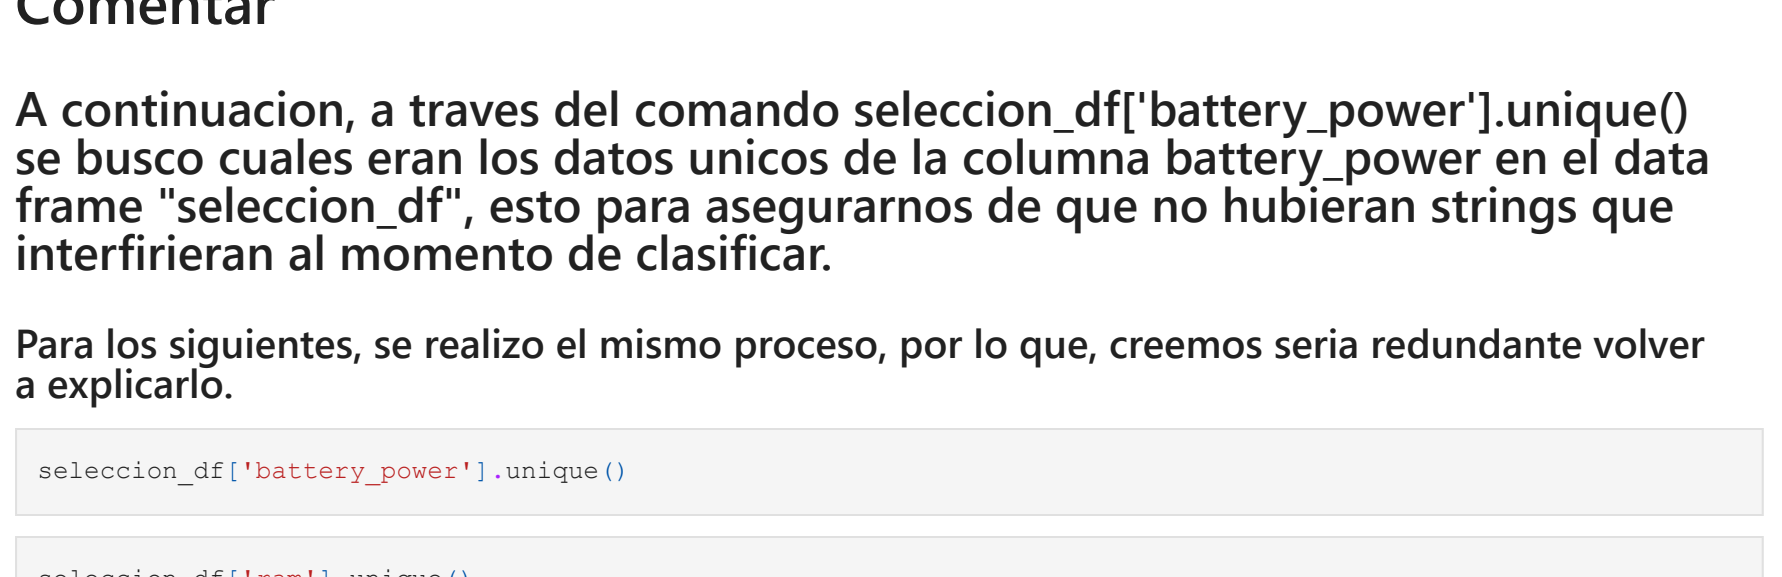 Comentar
A continuacion, a traves del comando seleccion_df['battery_power'].unique()
se busco cuales eran los datos unicos de la columna battery_power en el data
frame "seleccion_df", esto para asegurarnos de que no hubieran strings que
interfirieran al momento de clasificar.
Para los siguientes, se realizo el mismo proceso, por lo que, creemos seria redundante volver
a explicarlo.
seleccion_df['battery_power'].unique()
seleccion_df['ram'].unique()